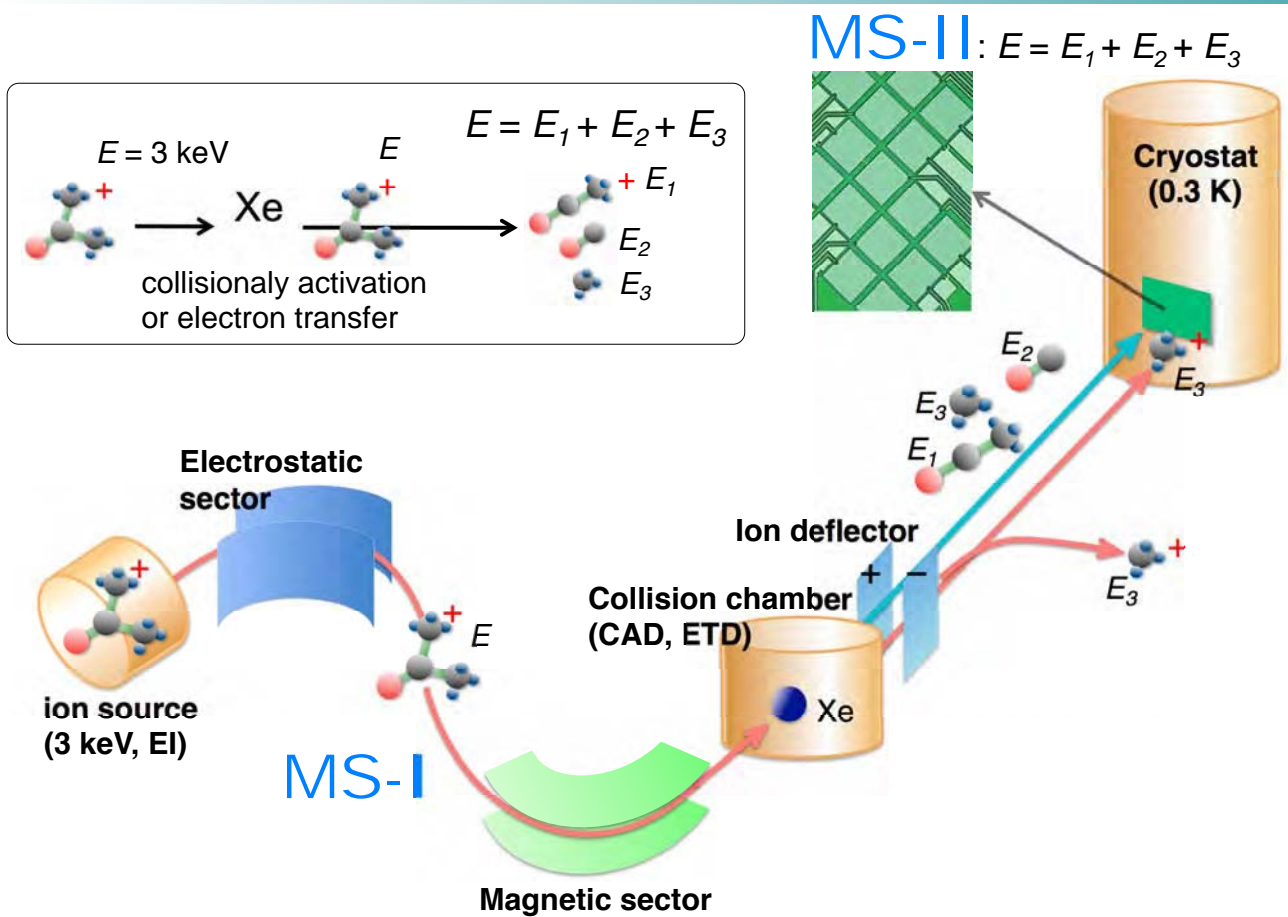 MS-II: E = E1 + E2 + E3
E = E1 + E2 + E3
E = 3 keV
E
+
+
+ E1
Xe
E2
E3
collisionaly activation
or electron transfer
Cryostat
(0.3 K)
E2
+
E3
E3
E1
Electrostatic
sector
Ion deflector
+ −
+
E3
+
+
E
Collision chamber
(CAD, ETD)
Xe
ion source
(3 keV, EI)
MS-I
Magnetic sector